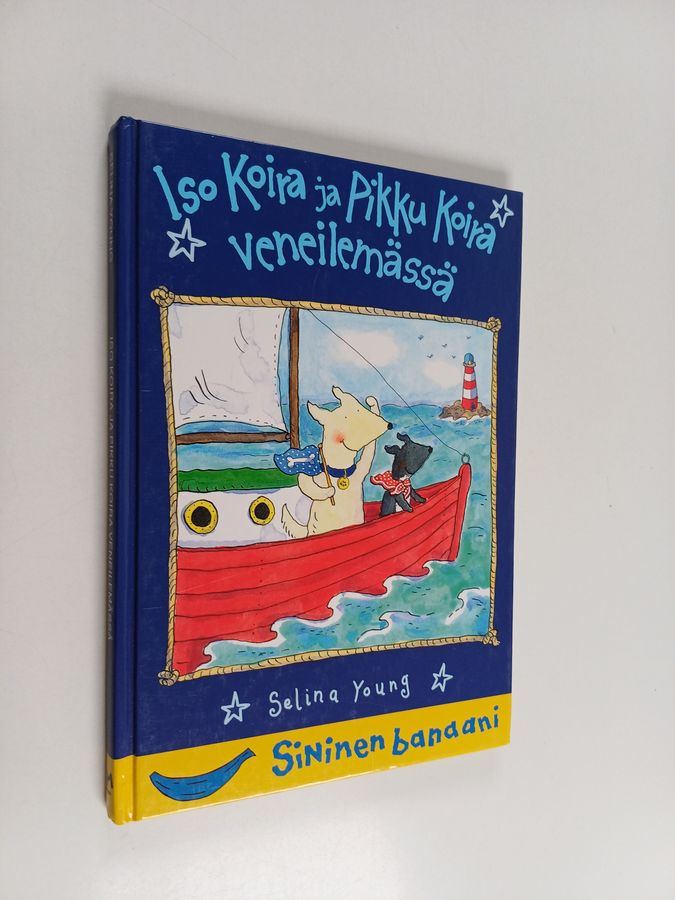 Iso Koira ja Pikku Koira
veneilemässä
Selina Young
Sininen banaani
ISO KOIRA JA PIKKU KOIRA VENEILEMÄSSÄ